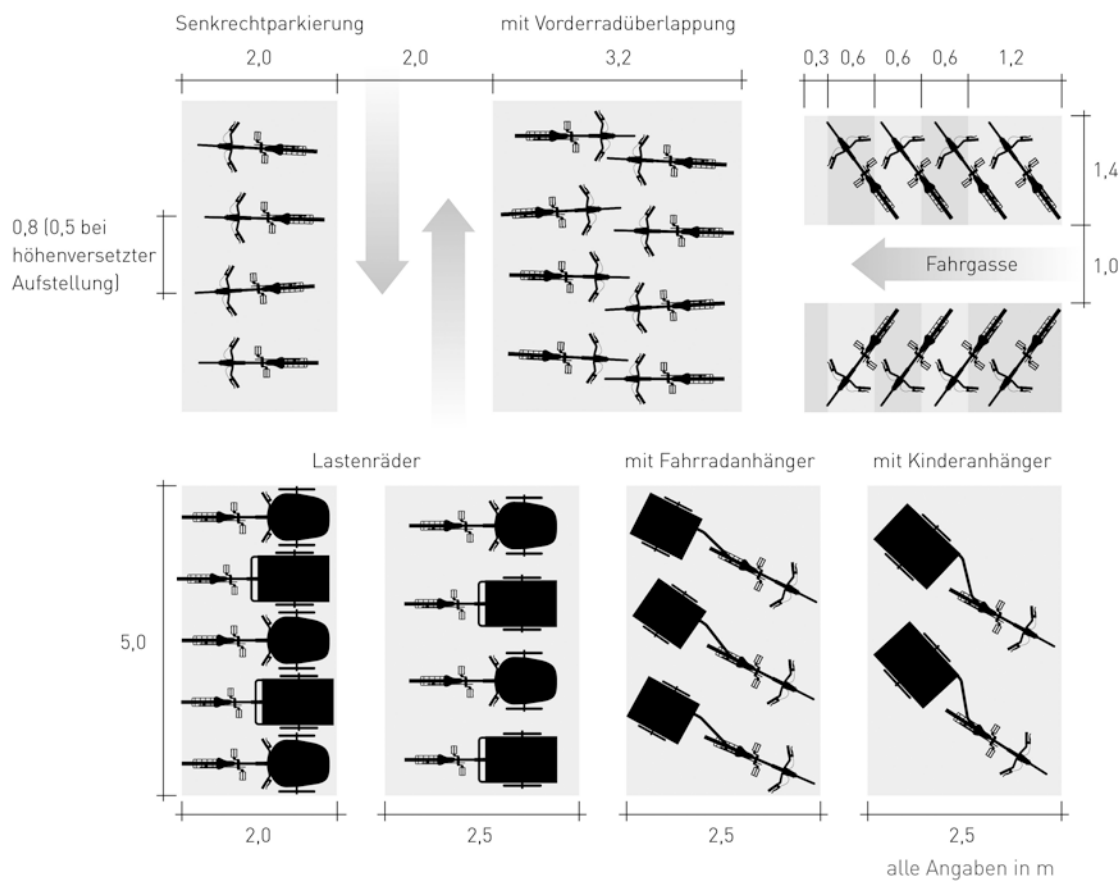 Senkrechtparkierung
mit Vorderradüberlappung
2,0
2,0
3,2
0,3
0,6
0,6
0,6
1,2
0,8 (0,5 bei
höhenversetzter
Aufstellung)
1,4
Fahrgasse
1,0
Lastenräder
mit Fahrradanhänger
mit Kinderanhänger
5,0
2,0
2,5
2,5
2,5
alle Angaben in m